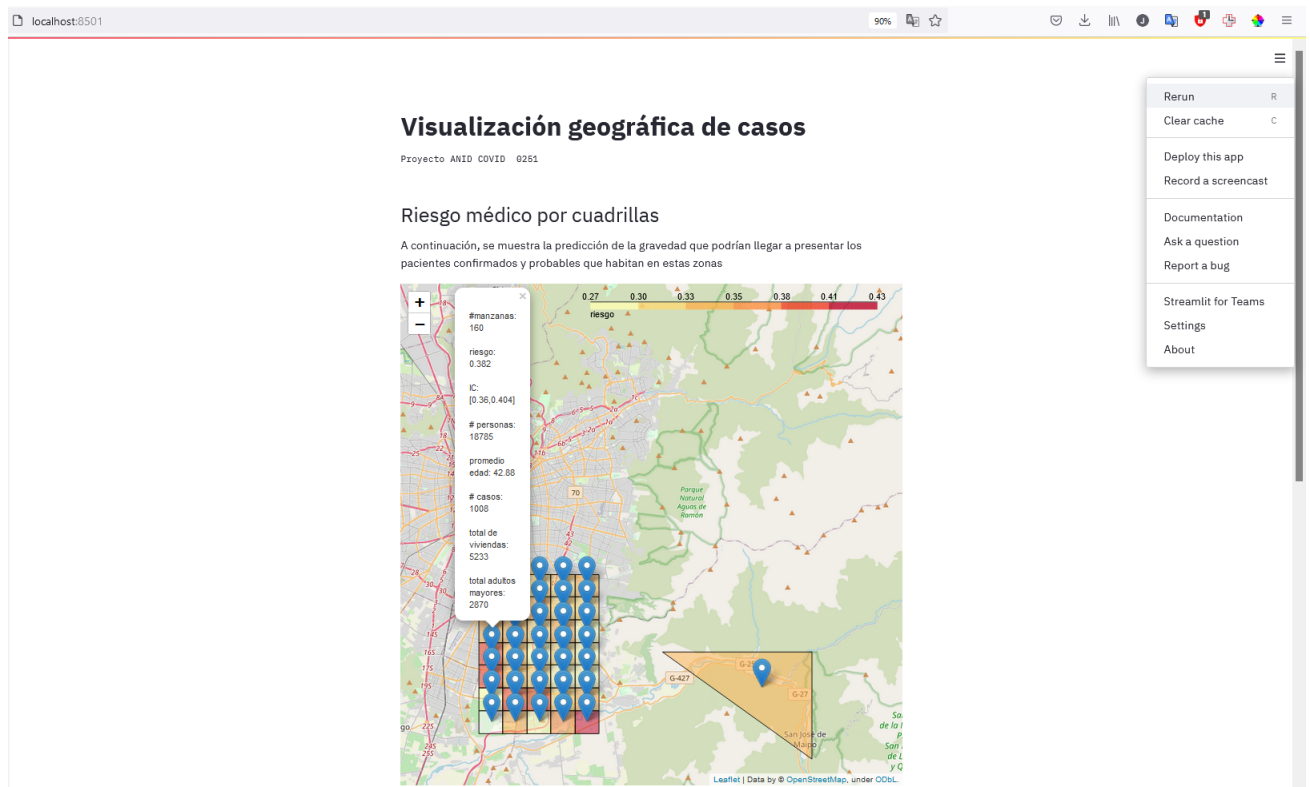 localhost:8501
90%
Rerun R
Clear cache C
Deploy this app
Record a screencast
Documentation
Ask a question
Report a bug
Streamlit for Teams
Settings
About
Visualización geográfica de casos
Proyecto ANID COVID 0251
Riesgo médico por cuadrillas
A continuación, se muestra la predicción de la gravedad que podrían llegar a presentar los
pacientes confirmados y probables que habitan en estas zonas
+
−
×
#manzanas:
160
riesgo:
0.382
IC:
[0.36,0.404]
# personas:
18785
promedio
edad: 42.88
# casos:
1008
total de
viviendas:
5233
total adultos
mayores:
2870
0.27 0.30 0.33 0.35 0.38 0.41 0.43
riesgo
70
Parque
Natural
Aguas de
Ramón
G-427
G-27
San José de
Maipo
Leaflet | Data by © OpenStreetMap, under ODbL.